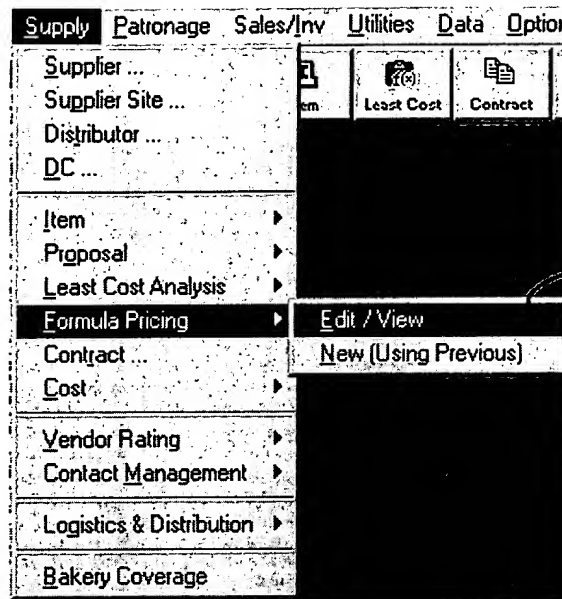 Supply Patronage Sales/Inv Utilities Data Option
Supplier ...
Supplier Site ...
Distributor ...
DC ...
em Least Cost Contract
Item
Proposal
Least Cost Analysis
Formula Pricing
Edit / View
New (Using Previous)
Contract ...
Cost
Vendor Rating
Contact Management
Logistics & Distribution
Bakery Coverage